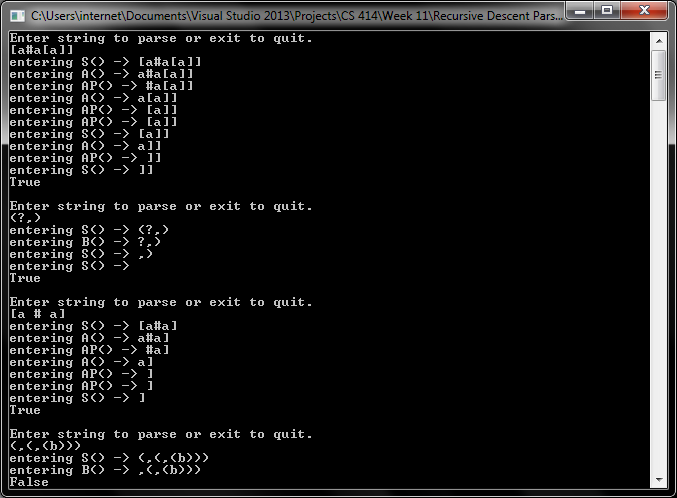 C:\Users\internet\Documents\Visual Studio 2013\Projects\CS 414\Week 11\Recursive Descent Pars...
Enter string to parse or exit to quit.
[a#a[a]]
entering S() -> [a#a[a]]
entering A() -> a#a[a]]
entering AP() -> #a[a]]
entering A() -> a[a]]
entering AP() -> [a]]
entering AP() -> [a]]
entering S() -> [a]]
entering A() -> a]]
entering AP() -> ]]
entering S() -> ]]
True
Enter string to parse or exit to quit.
(?,)
entering S() -> (?,)
entering B() -> ?,)
entering S() -> ,)
entering S() ->
True
Enter string to parse or exit to quit.
[a # a]
entering S() -> [a#a]
entering A() -> a#a]
entering AP() -> #a]
entering A() -> a]
entering AP() -> ]
entering AP() -> ]
entering S() -> ]
True
Enter string to parse or exit to quit.
(,(,(b)))
entering S() -> (,(,(b)))
entering B() -> ,(,(b)))
False